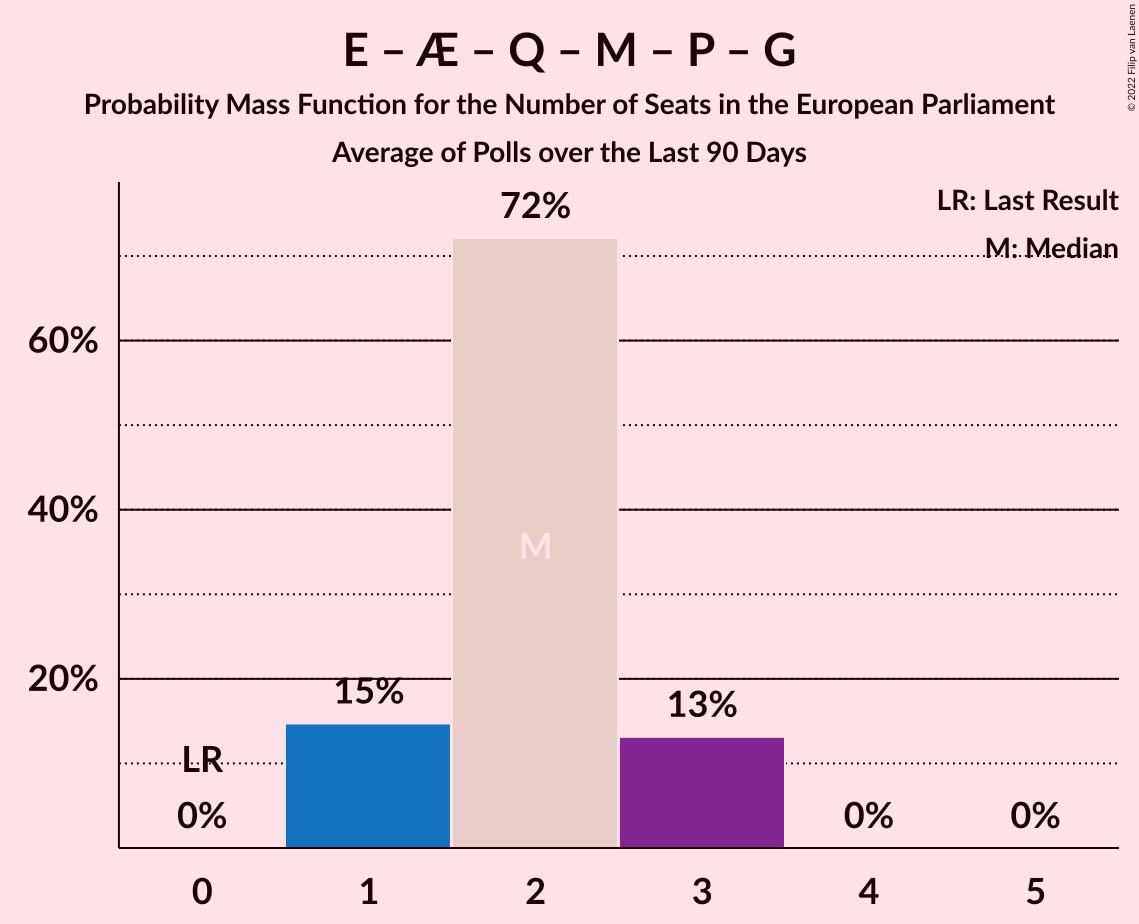 E – Æ – Q – M – P – G
Probability Mass Function for the Number of Seats in the European Parliament
Average of Polls over the Last 90 Days
© 2022 Filip van Laenen
LR: Last Result
M: Median
72%
60%
40%
M
20%
15%
13%
LR
0%
0%
0%
0
1
2
3
4
5